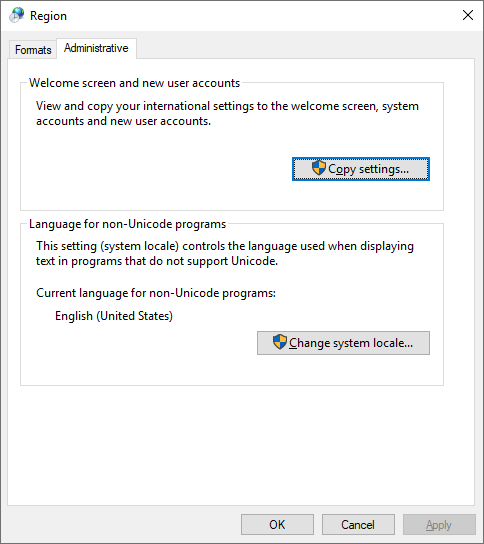 Region
Formats
Administrative
Welcome screen and new user accounts
View and copy your international settings to the welcome screen, system
accounts and new user accounts.
Copy settings...
Language for non-Unicode programs
This setting (system locale) controls the language used when displaying
text in programs that do not support Unicode.
Current language for non-Unicode programs:
English (United States)
Change system locale...
OK
Cancel
Apply